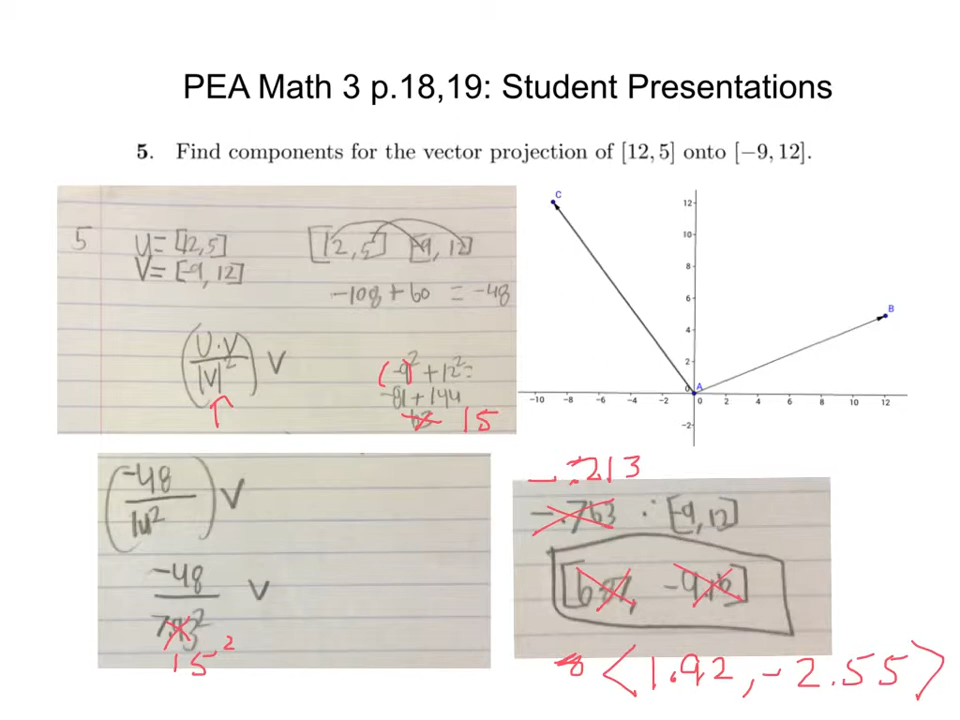 PEA Math 3 p.18,19: Student Presentations
5. Find components for the vector projection of [12, 5] onto [−9, 12].
5
U = [12,5]
V = [-9, 12]
[12, 5] [-9, 12]
-108 + 60 = -48
(U·V / |V|²) V
(-9)² + 12² =
-81 + 144
63 15
(-48 / |V|²) V
-48 / 15² V
C
B
A
12
10
8
6
4
2
0
-2
-10 -8 -6 -4 -2 0 2 4 6 8 10 12
-.213
-.763 · [-9, 12]
⟨1.92, -2.55⟩